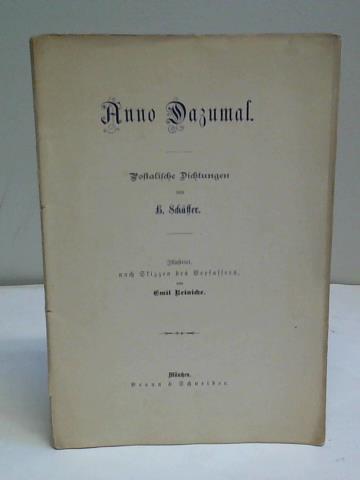 Anno Dazumal.
Postalische Dichtungen
von
H. Schäffer.
Illustrirt,
nach Skizzen des Verfassers,
von
Emil Reinicke.
München.
Braun & Schneider.